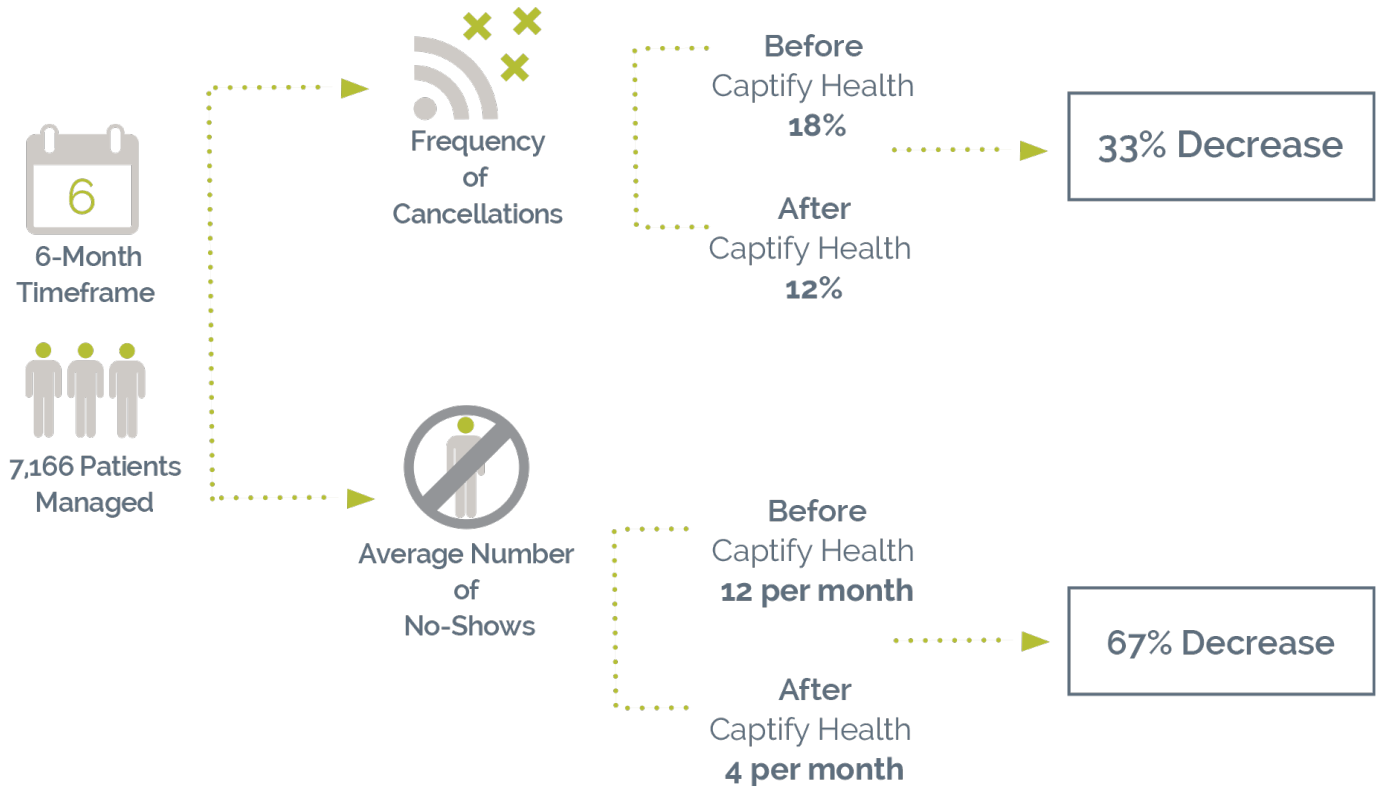 6
6-Month
Timeframe
7,166 Patients
Managed
Frequency
of
Cancellations
Before
Captify Health
18%
After
Captify Health
12%
33% Decrease
Average Number
of
No-Shows
Before
Captify Health
12 per month
After
Captify Health
4 per month
67% Decrease